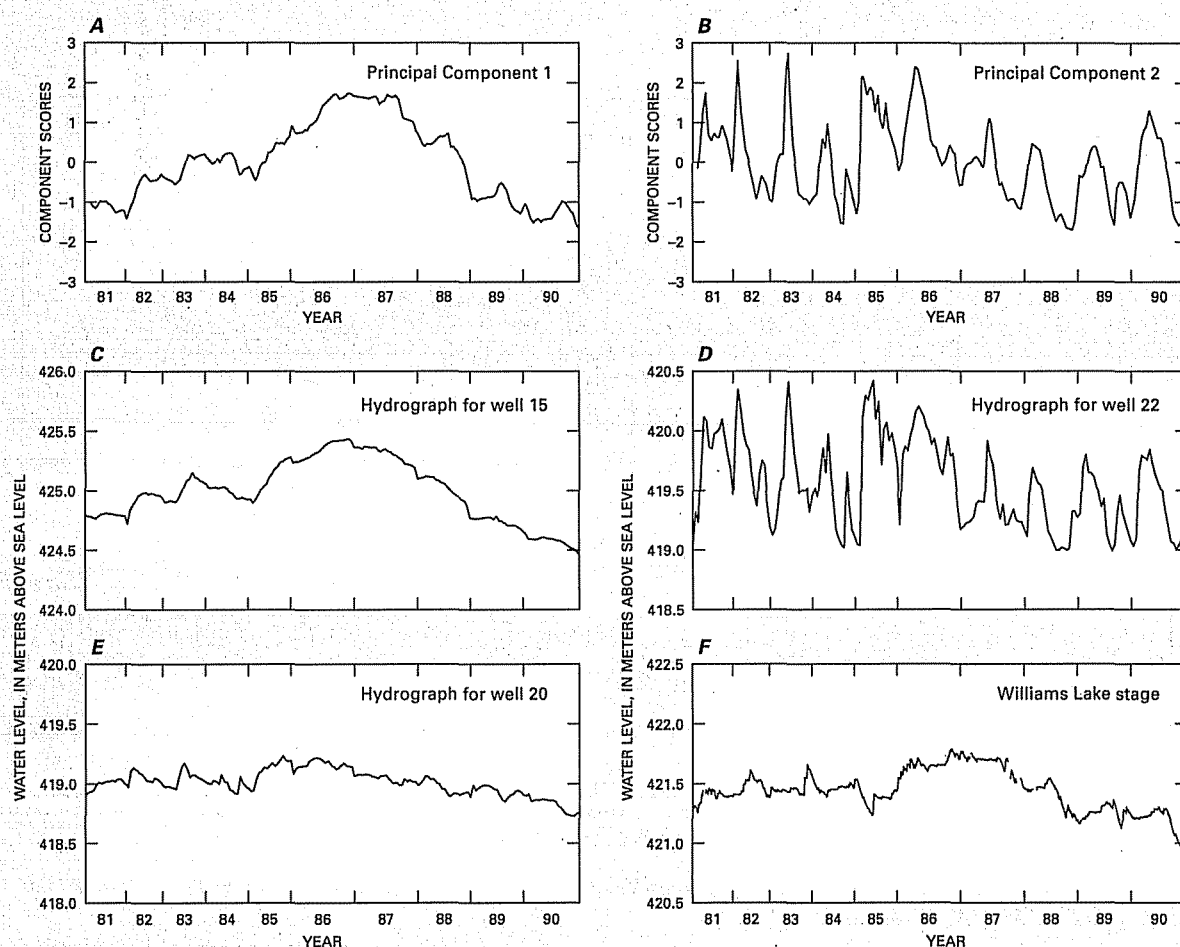 A
Principal Component 1
COMPONENT SCORES
3
2
1
0
–1
–2
–3
81 82 83 84 85 86 87 88 89 90
YEAR
B
Principal Component 2
COMPONENT SCORES
3
2
1
0
–1
–2
–3
81 82 83 84 85 86 87 88 89 90
YEAR
WATER LEVEL, IN METERS ABOVE SEA LEVEL
C
Hydrograph for well 15
426.0
425.5
425.0
424.5
424.0
WATER LEVEL, IN METERS ABOVE SEA LEVEL
D
Hydrograph for well 22
420.5
420.0
419.5
419.0
418.5
E
Hydrograph for well 20
420.0
419.5
419.0
418.5
418.0
81 82 83 84 85 86 87 88 89 90
YEAR
F
Williams Lake stage
422.5
422.0
421.5
421.0
420.5
81 82 83 84 85 86 87 88 89 90
YEAR